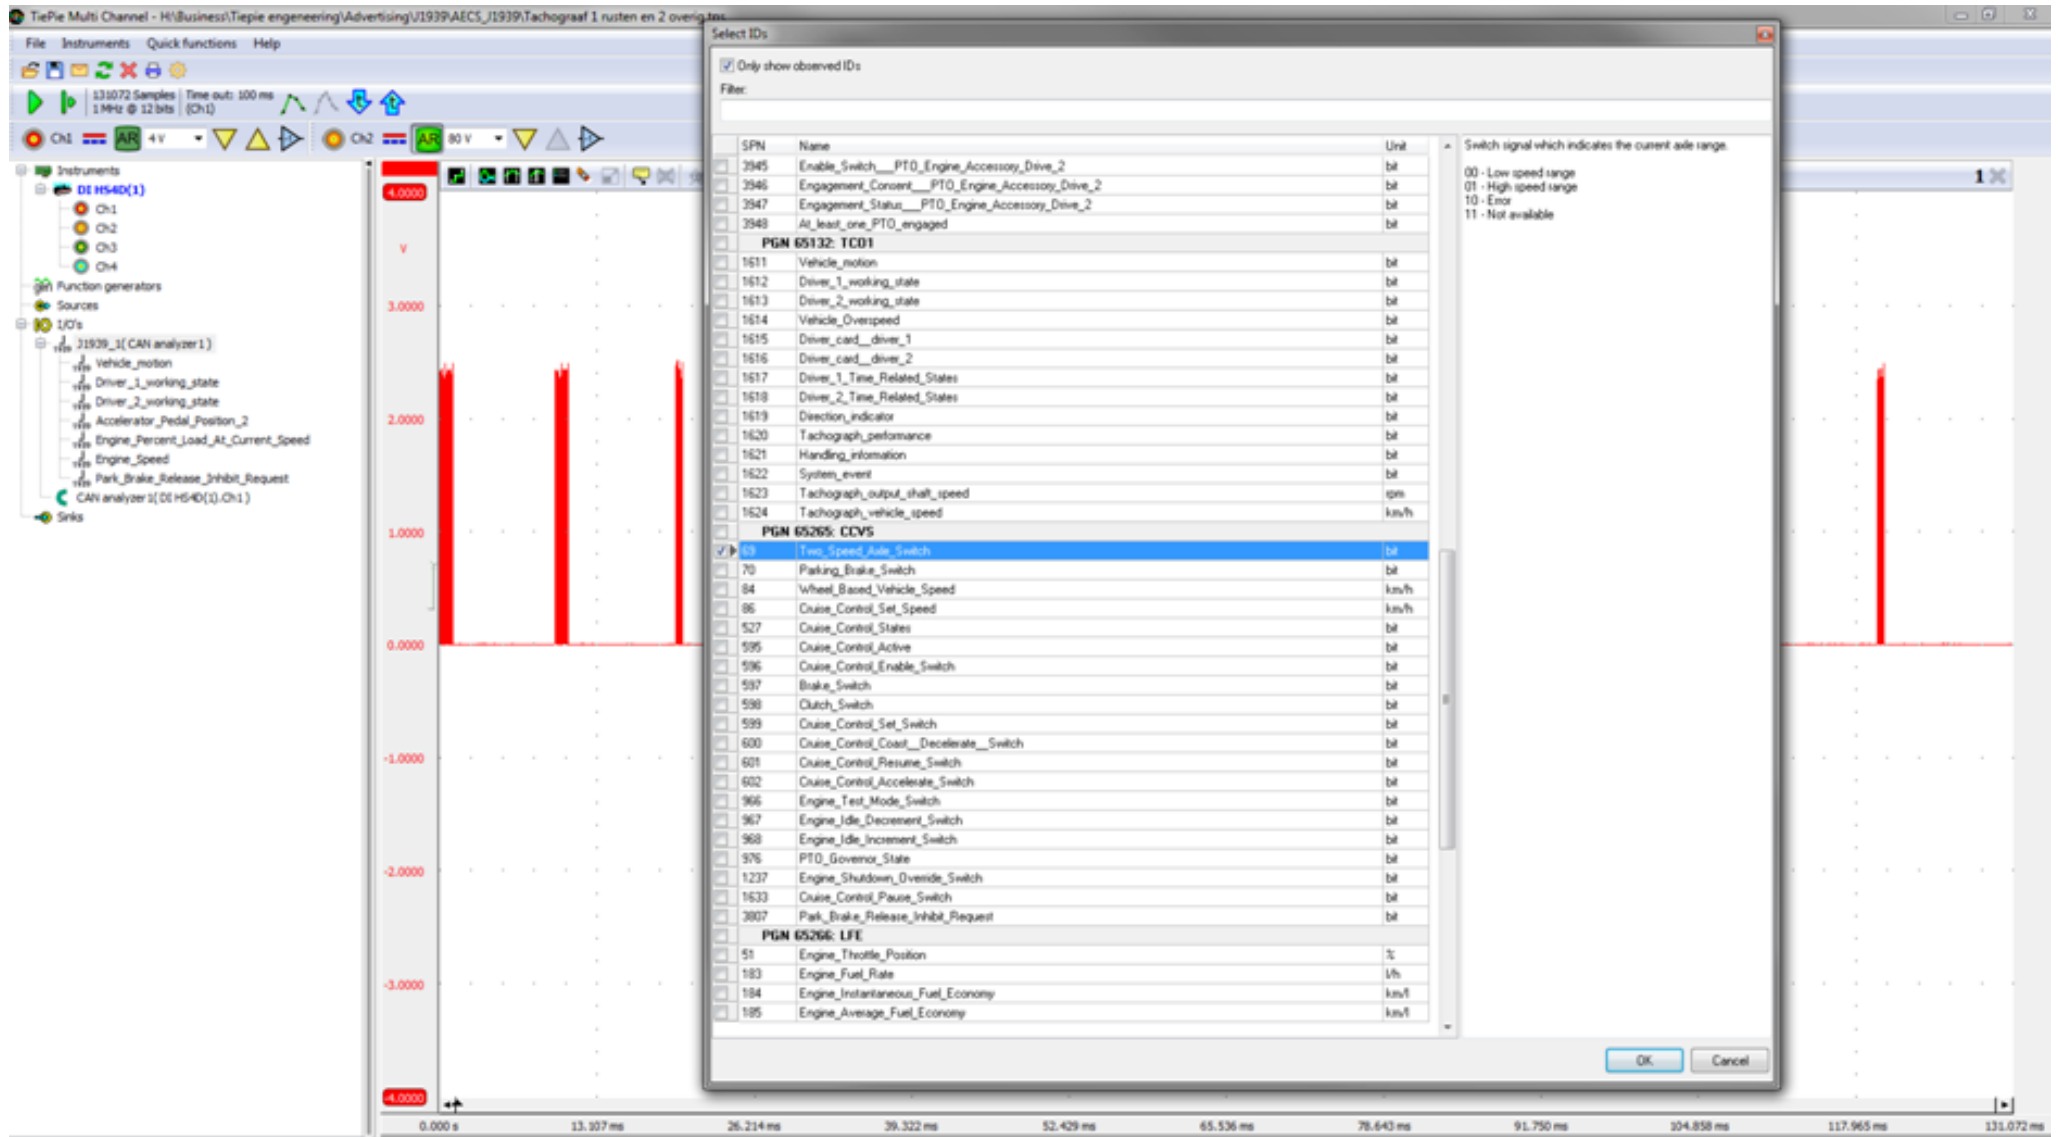 TiePie Multi Channel - H:\Business\Tiepie engeneering\Advertising\J1939\AECS_J1939\Tachograaf 1 rusten en 2 overig.tps
File Instruments Quick functions Help
131072 Samples Time out: 100 ms
1 MHz @ 12 bits (Ch1)
Ch1 AR 4 V Ch2 AR 80 V
Instruments
DI HS4D(1)
Ch1
Ch2
Ch3
Ch4
Function generators
Sources
I/O's
J1939_1( CAN analyzer1 )
Vehicle_motion
Driver_1_working_state
Driver_2_working_state
Accelerator_Pedal_Position_2
Engine_Percent_Load_At_Current_Speed
Engine_Speed
Park_Brake_Release_Inhibit_Request
CAN analyzer1( DI HS4D(1).Ch1 )
Sinks
4.0000
V
3.0000
2.0000
1.0000
0.0000
-1.0000
-2.0000
-3.0000
-4.0000
Select IDs
Only show observed IDs
Filter:
SPN Name Unit
3945 Enable_Switch___PTO_Engine_Accessory_Drive_2 bit
3946 Engagement_Consent___PTO_Engine_Accessory_Drive_2 bit
3947 Engagement_Status___PTO_Engine_Accessory_Drive_2 bit
3948 At_least_one_PTO_engaged bit
PGN 65132: TCO1
1611 Vehicle_motion bit
1612 Driver_1_working_state bit
1613 Driver_2_working_state bit
1614 Vehicle_Overspeed bit
1615 Driver_card__driver_1 bit
1616 Driver_card__driver_2 bit
1617 Driver_1_Time_Related_States bit
1618 Driver_2_Time_Related_States bit
1619 Direction_indicator bit
1620 Tachograph_performance bit
1621 Handling_information bit
1622 System_event bit
1623 Tachograph_output_shaft_speed rpm
1624 Tachograph_vehicle_speed km/h
PGN 65265: CCVS
69 Two_Speed_Axle_Switch bit
70 Parking_Brake_Switch bit
84 Wheel_Based_Vehicle_Speed km/h
86 Cruise_Control_Set_Speed km/h
527 Cruise_Control_States bit
595 Cruise_Control_Active bit
596 Cruise_Control_Enable_Switch bit
597 Brake_Switch bit
598 Clutch_Switch bit
599 Cruise_Control_Set_Switch bit
600 Cruise_Control_Coast__Decelerate__Switch bit
601 Cruise_Control_Resume_Switch bit
602 Cruise_Control_Accelerate_Switch bit
966 Engine_Test_Mode_Switch bit
967 Engine_Idle_Decrement_Switch bit
968 Engine_Idle_Increment_Switch bit
976 PTO_Governor_State bit
1237 Engine_Shutdown_Override_Switch bit
1633 Cruise_Control_Pause_Switch bit
3807 Park_Brake_Release_Inhibit_Request bit
PGN 65266: LFE
51 Engine_Throttle_Position %
183 Engine_Fuel_Rate l/h
184 Engine_Instantaneous_Fuel_Economy km/l
185 Engine_Average_Fuel_Economy km/l
Switch signal which indicates the current axle range.
00 - Low speed range
01 - High speed range
10 - Error
11 - Not available
OK Cancel
1
0.000 s 13.107 ms 26.214 ms 39.322 ms 52.429 ms 65.536 ms 78.643 ms 91.750 ms 104.858 ms 117.965 ms 131.072 ms